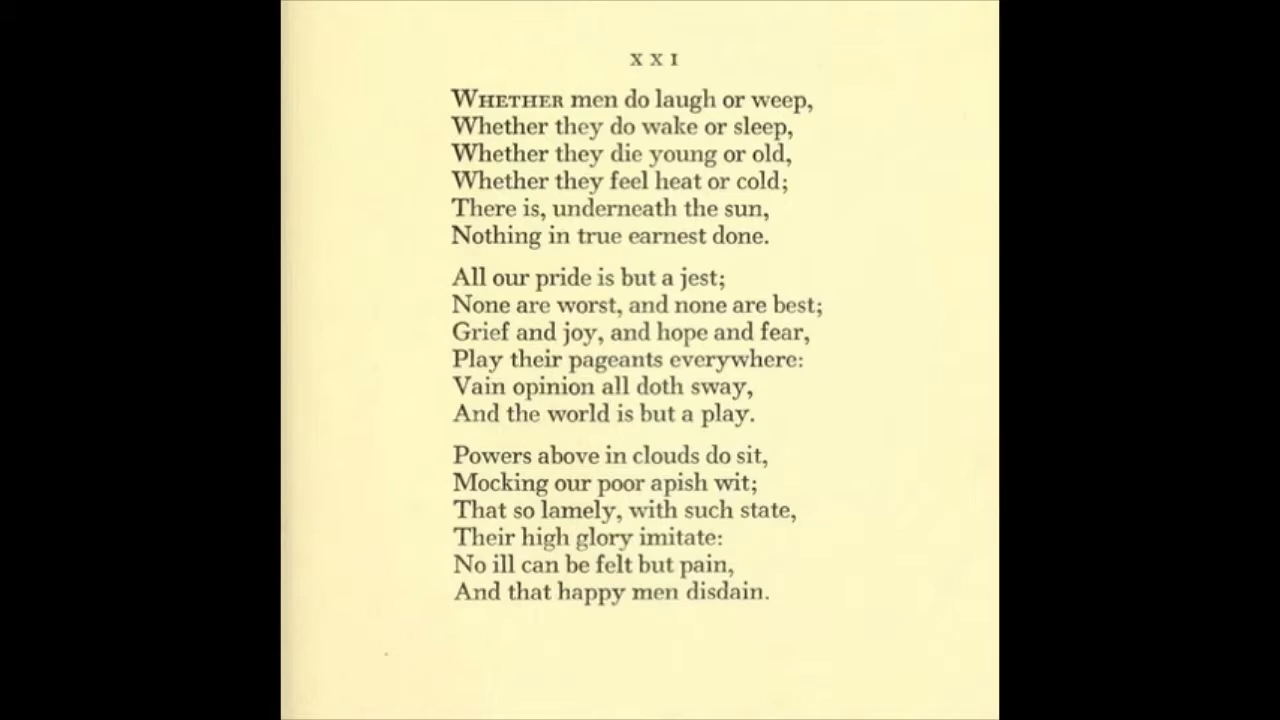 XXI
WHETHER men do laugh or weep,
Whether they do wake or sleep,
Whether they die young or old,
Whether they feel heat or cold;
There is, underneath the sun,
Nothing in true earnest done.
All our pride is but a jest;
None are worst, and none are best;
Grief and joy, and hope and fear,
Play their pageants everywhere:
Vain opinion all doth sway,
And the world is but a play.
Powers above in clouds do sit,
Mocking our poor apish wit;
That so lamely, with such state,
Their high glory imitate:
No ill can be felt but pain,
And that happy men disdain.